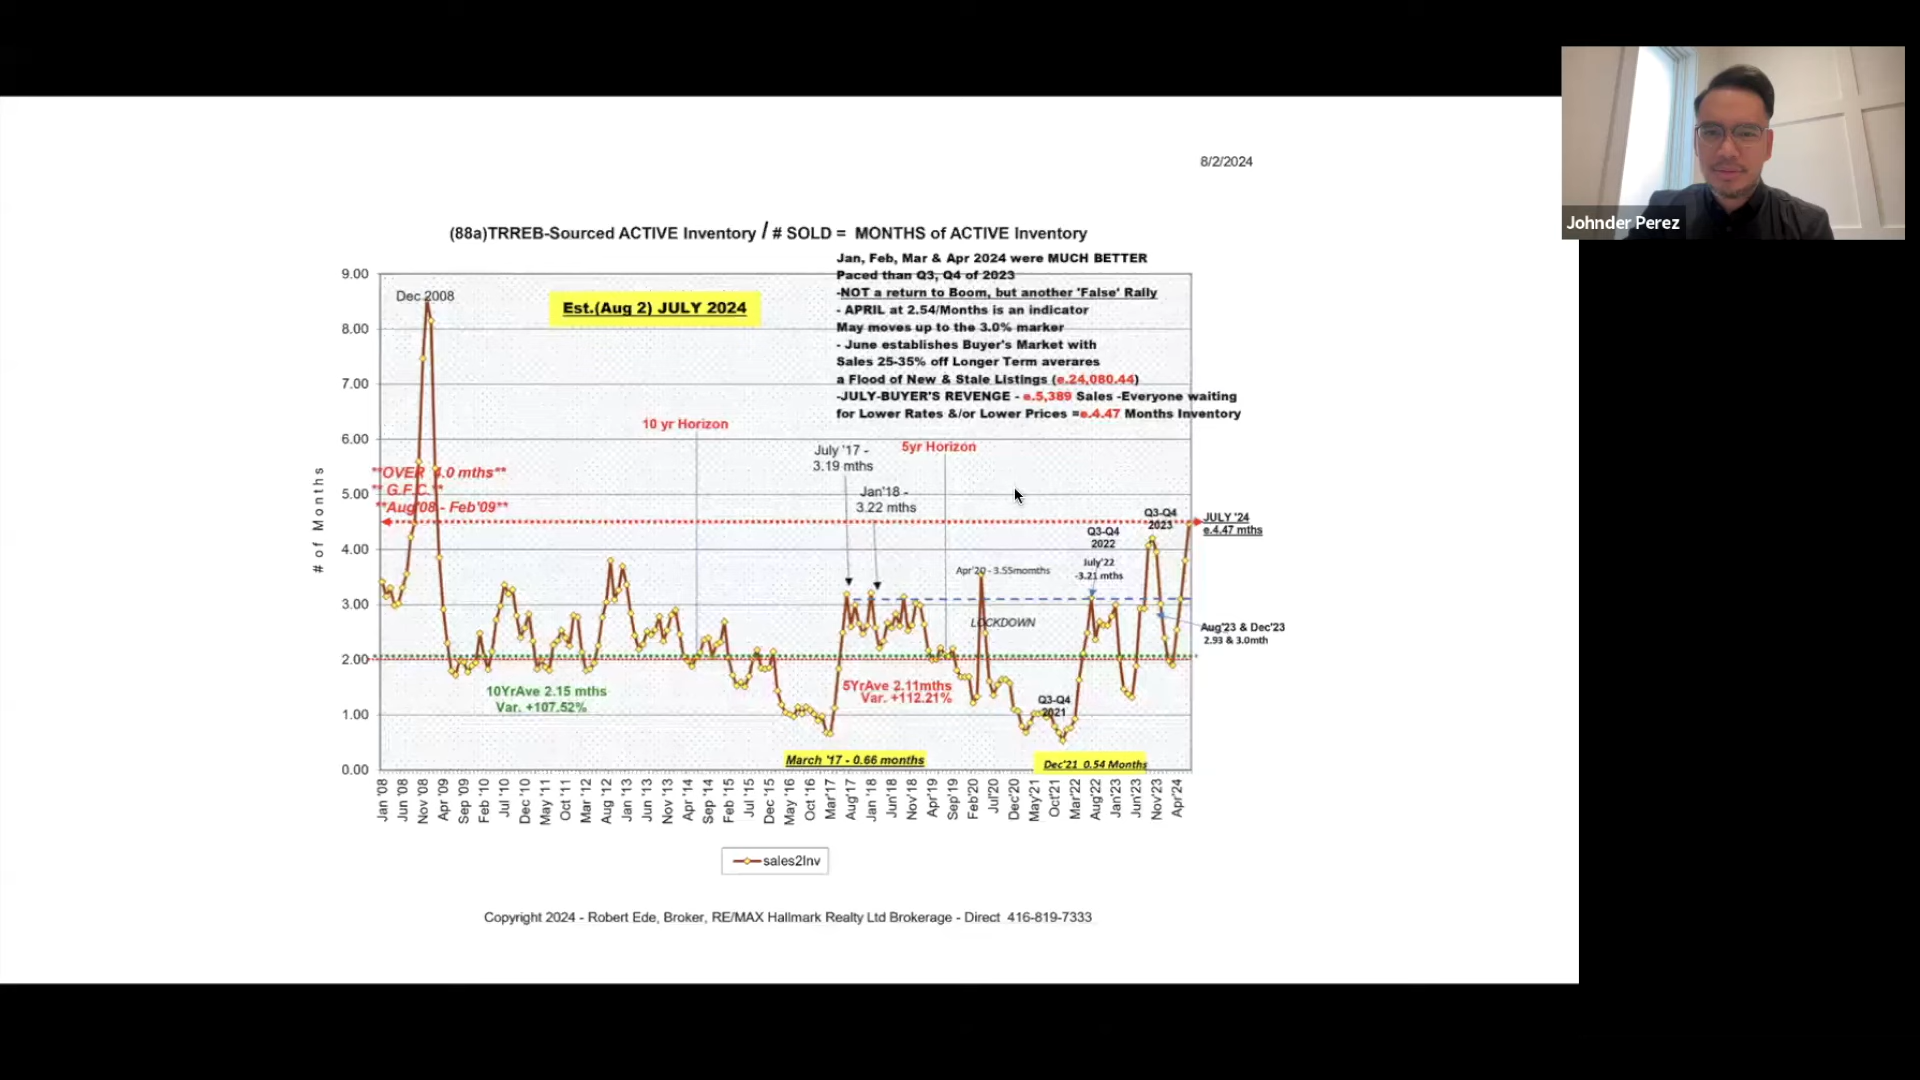 Johnder Perez
8/2/2024
(88a)TRREB-Sourced ACTIVE Inventory / # SOLD = MONTHS of ACTIVE Inventory
Jan, Feb, Mar & Apr 2024 were MUCH BETTER
Paced than Q3, Q4 of 2023
-NOT a return to Boom, but another 'False' Rally
- APRIL at 2.54/Months is an indicator
May moves up to the 3.0% marker
- June establishes Buyer's Market with
Sales 25-35% off Longer Term averares
a Flood of New & Stale Listings (e.24,080.44)
-JULY-BUYER'S REVENGE - e.5,389 Sales -Everyone waiting
for Lower Rates &/or Lower Prices =e.4.47 Months Inventory
Est.(Aug 2) JULY 2024
Dec 2008
10 yr Horizon
5yr Horizon
July '17 -
3.19 mths
Jan'18 -
3.22 mths
**OVER 4.0 mths**
** G.F.C.**
**Aug'08 - Feb'09**
Q3-Q4
2023
JULY '24
e.4.47 mths
Q3-Q4
2022
July'22
-3.21 mths
Apr'20 - 3.55momths
LOCKDOWN
Aug'23 & Dec'23
2.93 & 3.0mth
10YrAve 2.15 mths
Var. +107.52%
5YrAve 2.11mths
Var. +112.21%
Q3-Q4
2021
March '17 - 0.66 months
Dec'21 0.54 Months
# of Months
9.00
8.00
7.00
6.00
5.00
4.00
3.00
2.00
1.00
0.00
Jan '08
Jun '08
Nov '08
Apr '09
Sep '09
Feb '10
Jul '10
Dec '10
May '11
Oct '11
Mar '12
Aug '12
Jan '13
Jun '13
Nov '13
Apr '14
Sep '14
Feb '15
Jul '15
Dec '15
May '16
Oct '16
Mar'17
Aug'17
Jan '18
Jun '18
Nov'18
Apr'19
Sep'19
Feb'20
Jul'20
Dec'20
May'21
Oct'21
Mar'22
Aug'22
Jan'23
Jun'23
Nov'23
Apr'24
sales2Inv
Copyright 2024 - Robert Ede, Broker, RE/MAX Hallmark Realty Ltd Brokerage - Direct 416-819-7333